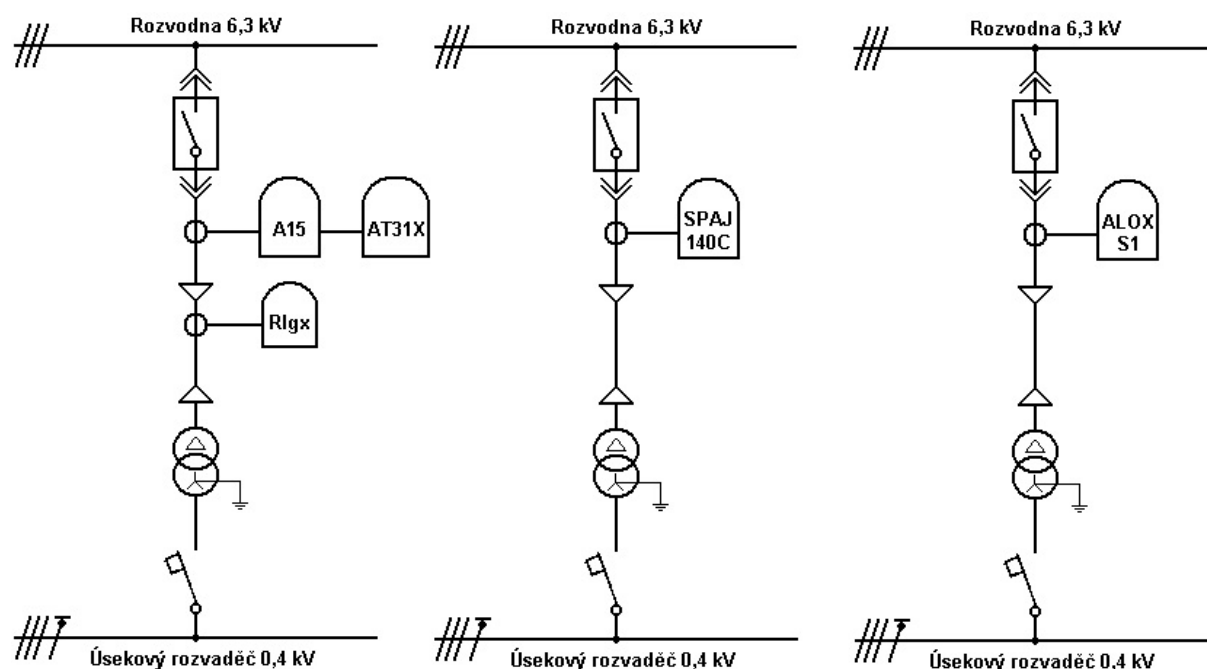 Rozvodna 6,3 kV
Rozvodna 6,3 kV
Rozvodna 6,3 kV
A15
AT31X
SPAJ
140C
ALOX
S1
RIgx
Úsekový rozvaděč 0,4 kV
Úsekový rozvaděč 0,4 kV
Úsekový rozvaděč 0,4 kV